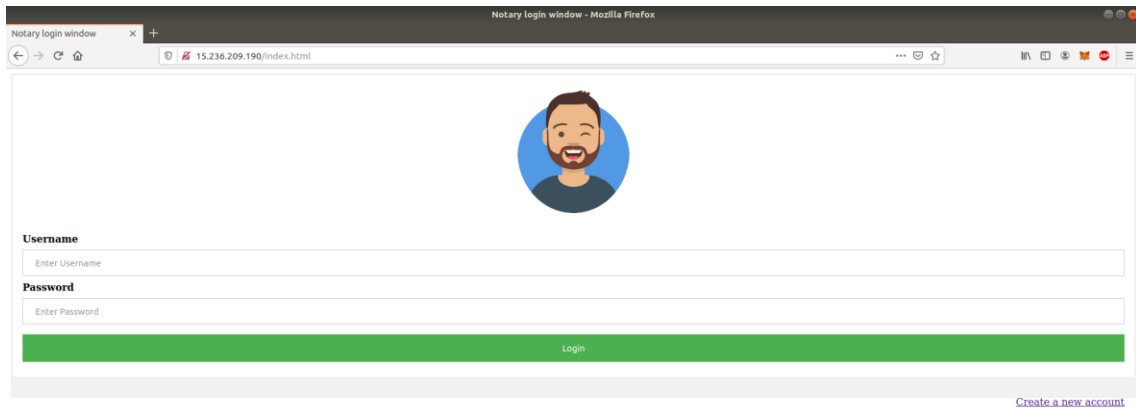 Notary login window - Mozilla Firefox
Notary login window
15.236.209.190/index.html
Username
Enter Username
Password
Enter Password
Login
Create a new account